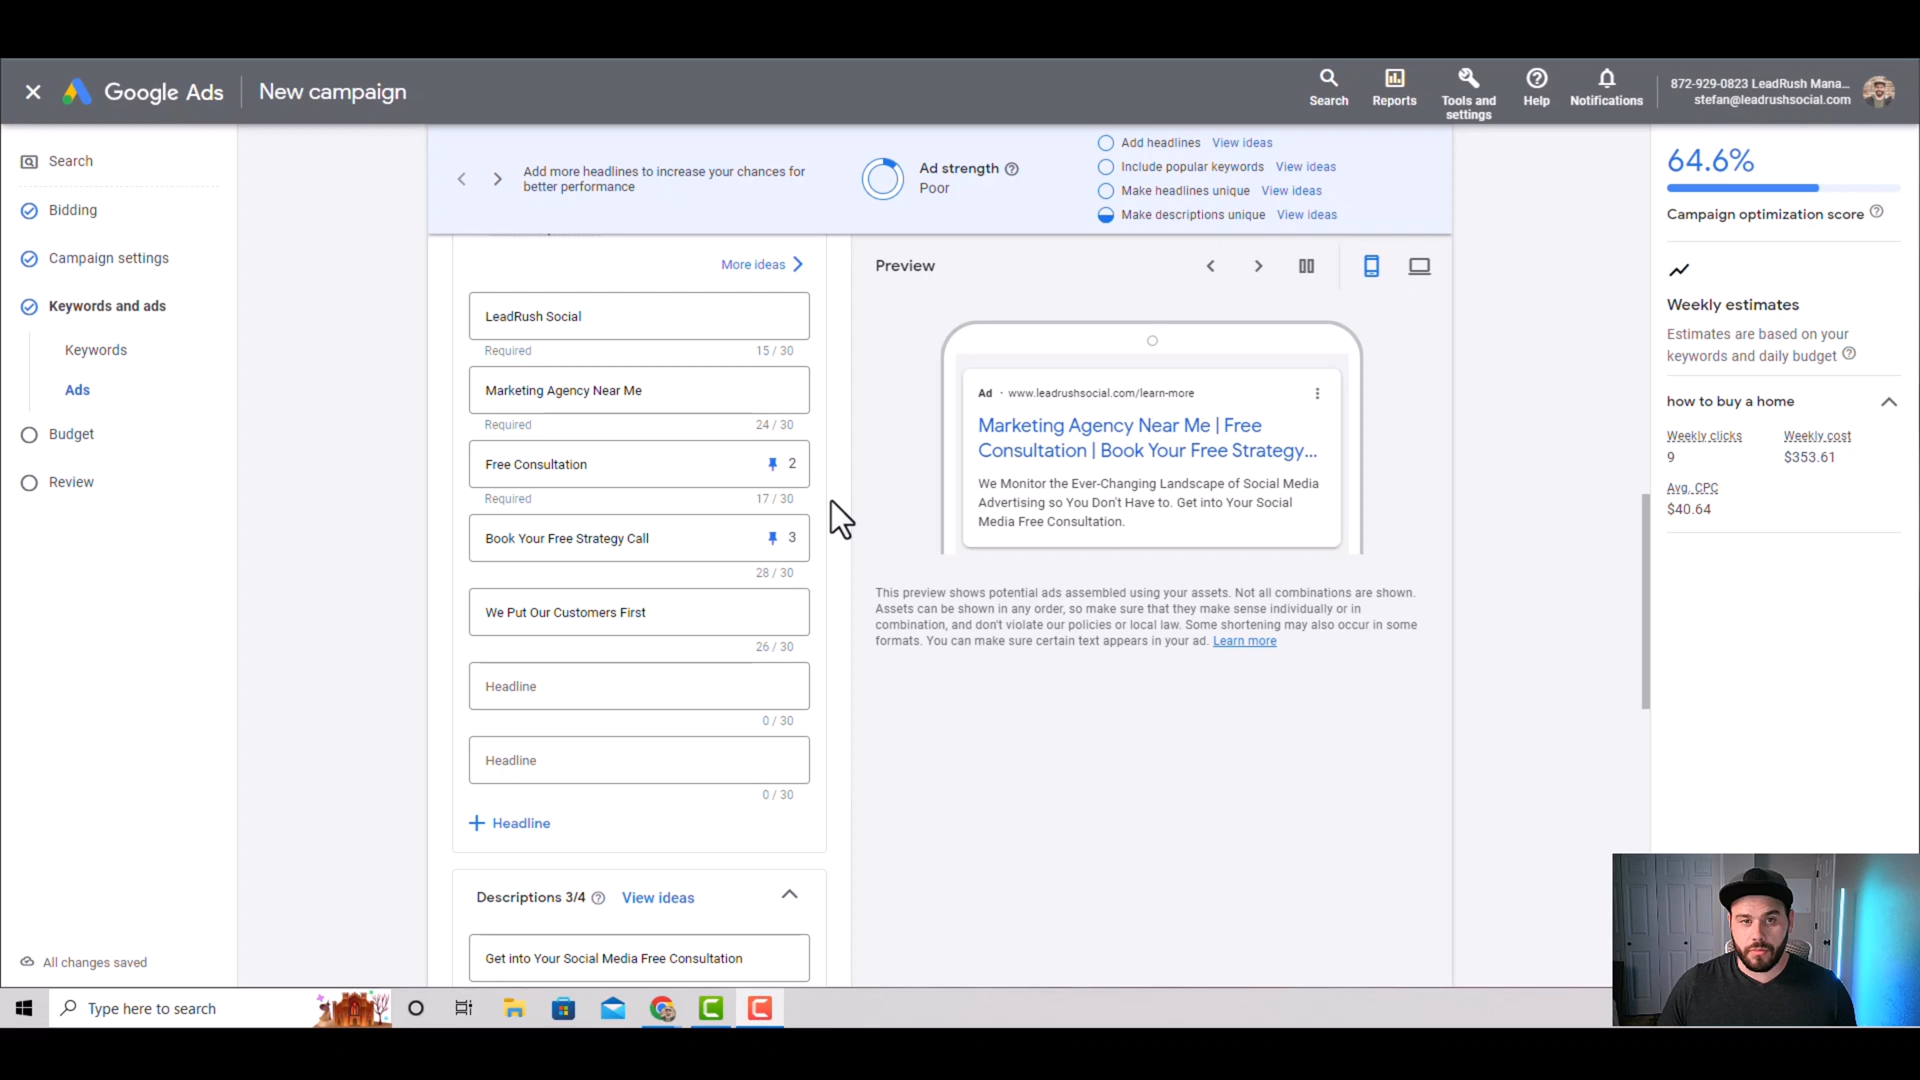 Google Ads
New campaign
Search
Reports
Tools and
settings
Help
Notifications
872-929-0823 LeadRush Mana...
stefan@leadrushsocial.com
Search
Bidding
Campaign settings
Keywords and ads
Keywords
Ads
Budget
Review
All changes saved
Add more headlines to increase your chances for
better performance
Ad strength
Poor
Add headlines View ideas
Include popular keywords View ideas
Make headlines unique View ideas
Make descriptions unique View ideas
More ideas
LeadRush Social
Required 15 / 30
Marketing Agency Near Me
Required 24 / 30
Free Consultation 2
Required 17 / 30
Book Your Free Strategy Call 3
28 / 30
We Put Our Customers First
26 / 30
Headline
0 / 30
Headline
0 / 30
+ Headline
Descriptions 3/4 View ideas
Get into Your Social Media Free Consultation
Preview
Ad · www.leadrushsocial.com/learn-more
Marketing Agency Near Me | Free
Consultation | Book Your Free Strategy...
We Monitor the Ever-Changing Landscape of Social Media
Advertising so You Don't Have to. Get into Your Social
Media Free Consultation.
This preview shows potential ads assembled using your assets. Not all combinations are shown.
Assets can be shown in any order, so make sure that they make sense individually or in
combination, and don't violate our policies or local law. Some shortening may also occur in some
formats. You can make sure certain text appears in your ad. Learn more
64.6%
Campaign optimization score
Weekly estimates
Estimates are based on your
keywords and daily budget
how to buy a home
Weekly clicks Weekly cost
9 $353.61
Avg. CPC
$40.64
Type here to search